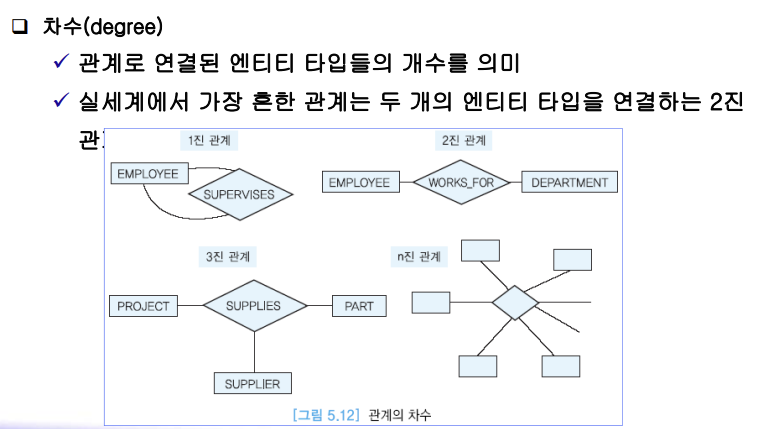 ❑ 차수(degree)
✓ 관계로 연결된 엔티티 타입들의 개수를 의미
✓ 실세계에서 가장 흔한 관계는 두 개의 엔티티 타입을 연결하는 2진
1진 관계
2진 관계
EMPLOYEE
SUPERVISES
EMPLOYEE
WORKS_FOR
DEPARTMENT
3진 관계
n진 관계
PROJECT
SUPPLIES
PART
SUPPLIER
[그림 5.12] 관계의 차수